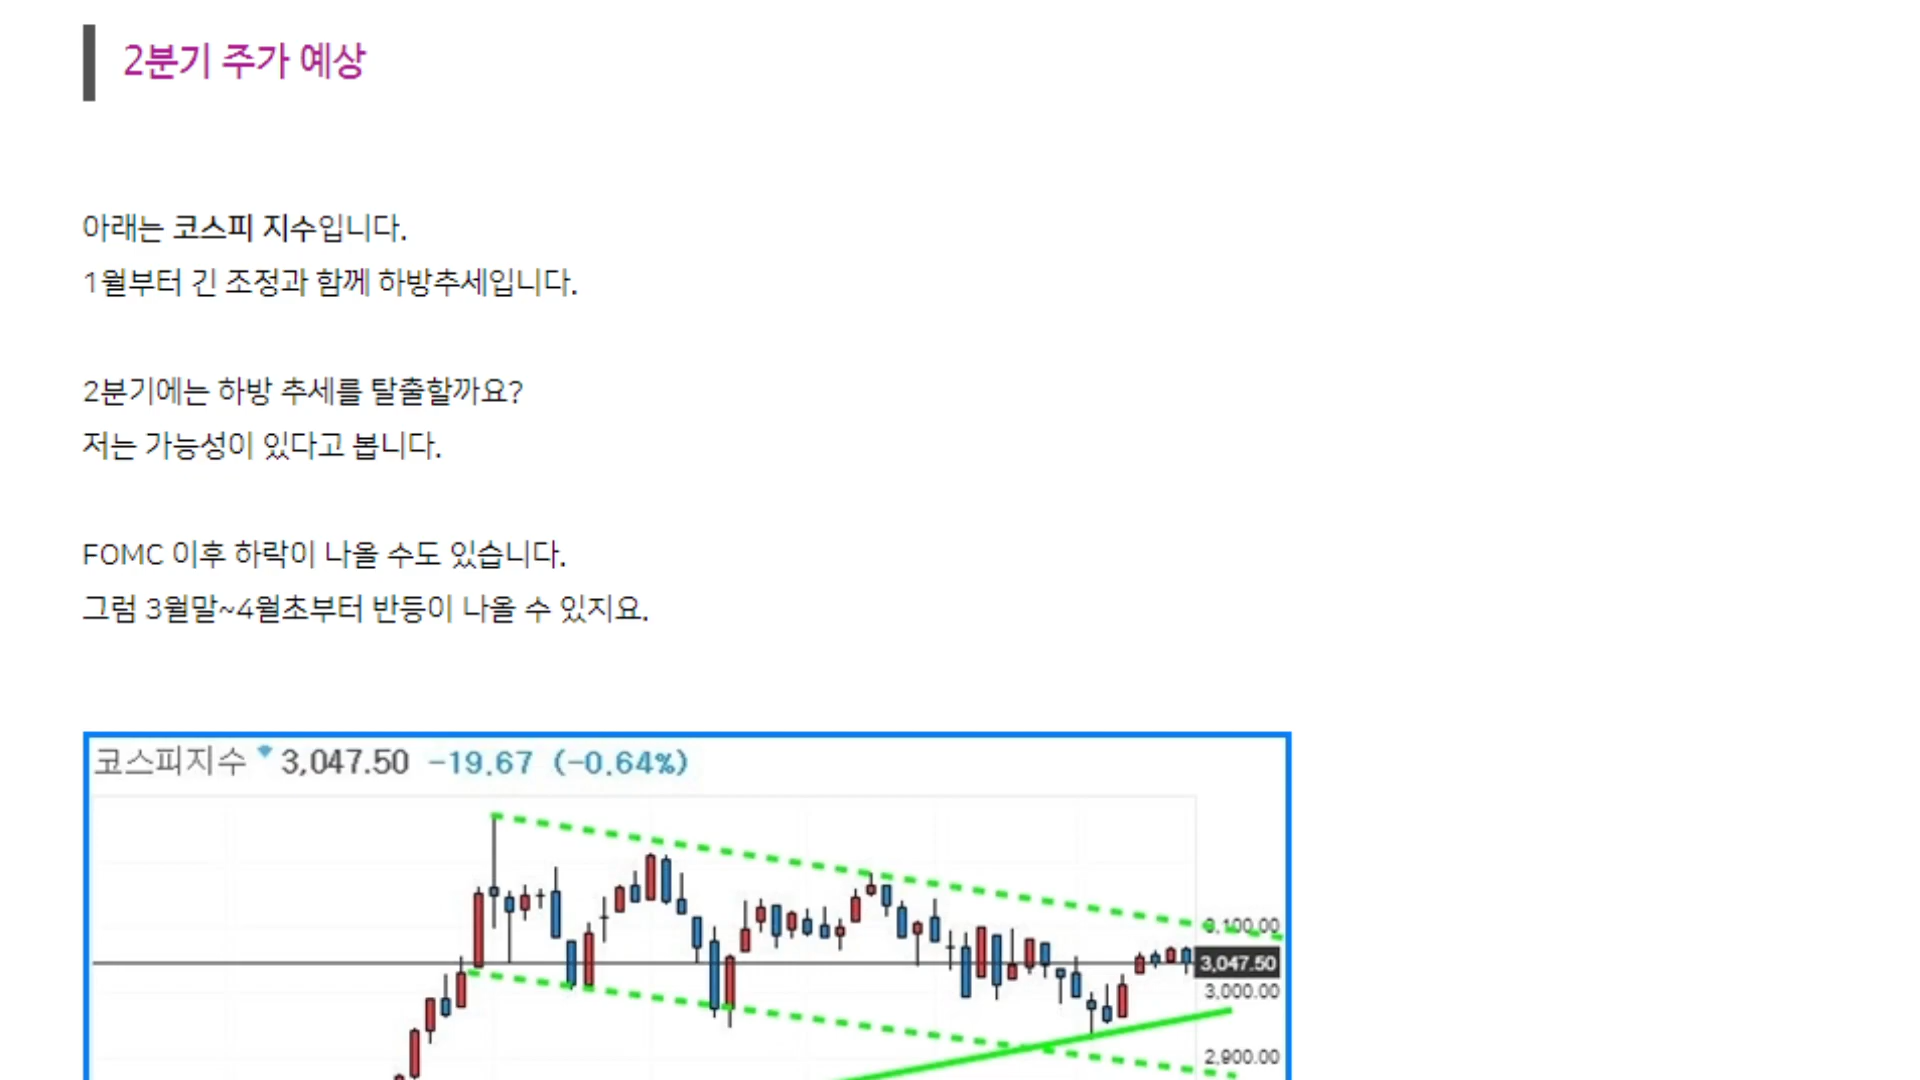 2분기 주가 예상
아래는 코스피 지수입니다.
1월부터 긴 조정과 함께 하방추세입니다.
2분기에는 하방 추세를 탈출할까요?
저는 가능성이 있다고 봅니다.
FOMC 이후 하락이 나올 수도 있습니다.
그럼 3월말~4월초부터 반등이 나올 수 있지요.
코스피지수 3,047.50 -19.67 (-0.64%)
3,100.00
3,047.50
3,000.00
2,900.00